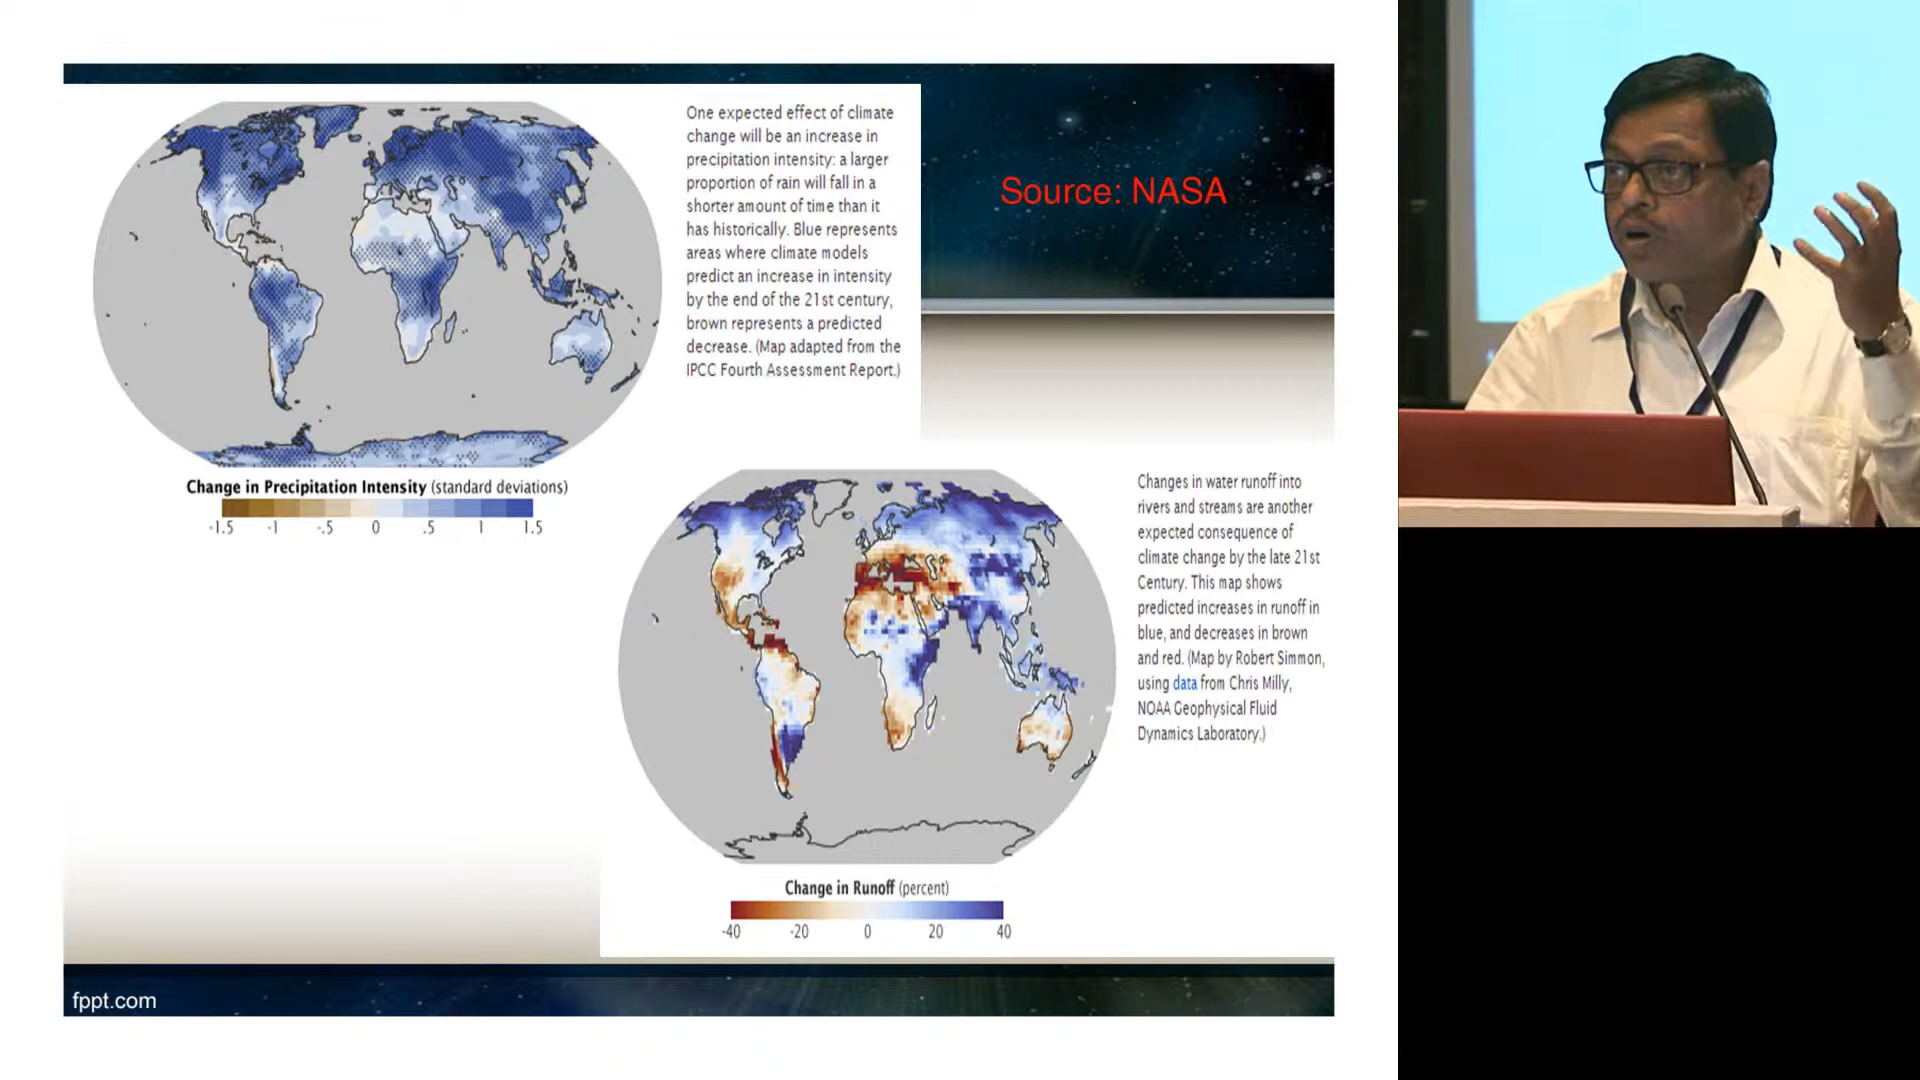 One expected effect of climate
change will be an increase in
precipitation intensity: a larger
proportion of rain will fall in a
shorter amount of time than it
has historically. Blue represents
areas where climate models
predict an increase in intensity
by the end of the 21st century,
brown represents a predicted
decrease. (Map adapted from the
IPCC Fourth Assessment Report.)
Source: NASA
Change in Precipitation Intensity (standard deviations)
-1.5 -1 -.5 0 .5 1 1.5
Changes in water runoff into
rivers and streams are another
expected consequence of
climate change by the late 21st
Century. This map shows
predicted increases in runoff in
blue, and decreases in brown
and red. (Map by Robert Simmon,
using data from Chris Milly,
NOAA Geophysical Fluid
Dynamics Laboratory.)
Change in Runoff (percent)
-40 -20 0 20 40
fppt.com